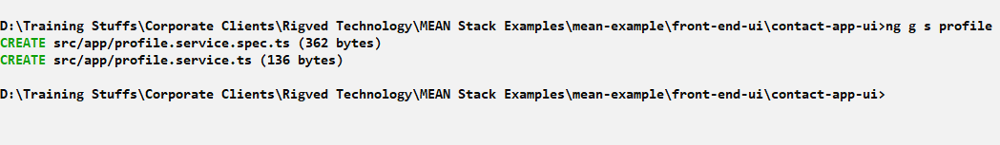 D:\Training Stuffs\Corporate Clients\Rigved Technology\MEAN Stack Examples\mean-example\front-end-ui\contact-app-ui>ng g s profile
CREATE src/app/profile.service.spec.ts (362 bytes)
CREATE src/app/profile.service.ts (136 bytes)
D:\Training Stuffs\Corporate Clients\Rigved Technology\MEAN Stack Examples\mean-example\front-end-ui\contact-app-ui>